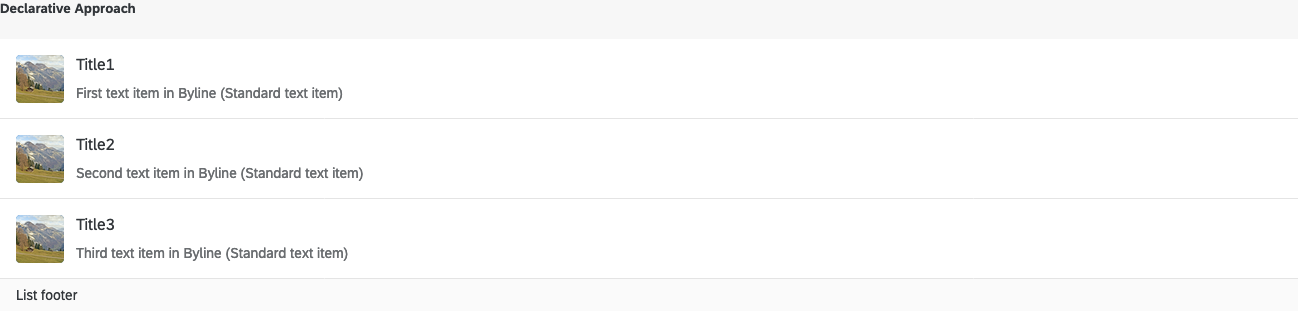 Declarative Approach
Title1
First text item in Byline (Standard text item)
Title2
Second text item in Byline (Standard text item)
Title3
Third text item in Byline (Standard text item)
List footer